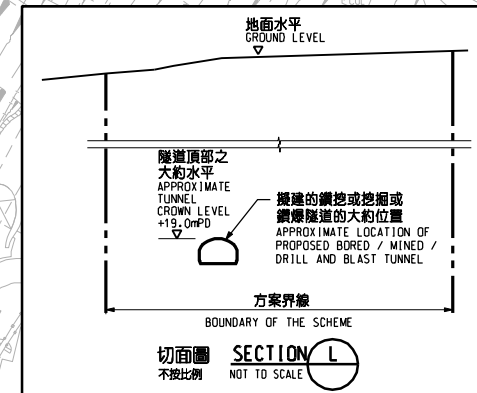 地面水平
GROUND LEVEL
隧道頂部之
大約水平
APPROXIMATE
TUNNEL
CROWN LEVEL
+19.0mPD
擬建的鑽挖或挖掘或
鑽爆隧道的大約位置
APPROXIMATE LOCATION OF
PROPOSED BORED / MINED /
DRILL AND BLAST TUNNEL
方案界線
BOUNDARY OF THE SCHEME
切面圖 SECTION L
不按比例 NOT TO SCALE